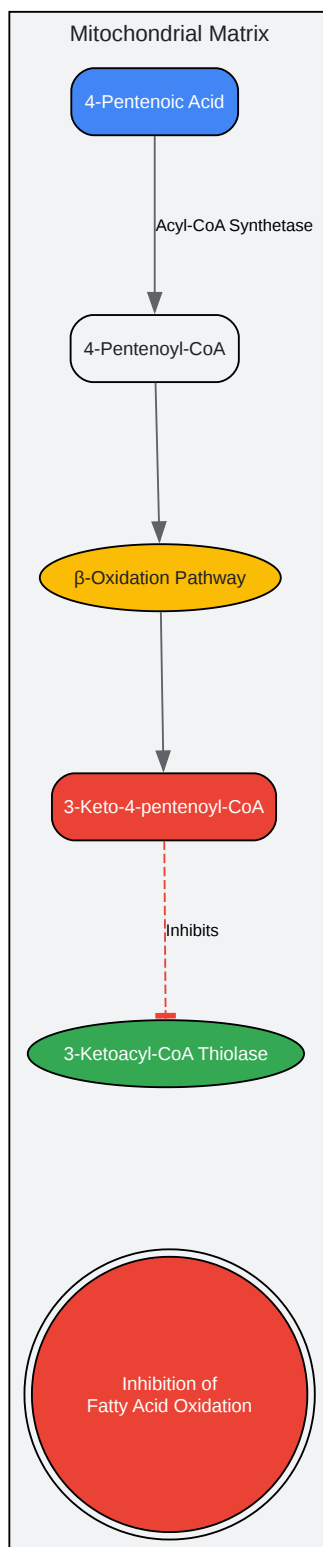 Mitochondrial Matrix
4-Pentenoic Acid
Acyl-CoA Synthetase
4-Pentenoyl-CoA
β-Oxidation Pathway
3-Keto-4-pentenoyl-CoA
Inhibits
3-Ketoacyl-CoA Thiolase
Inhibition of
Fatty Acid Oxidation